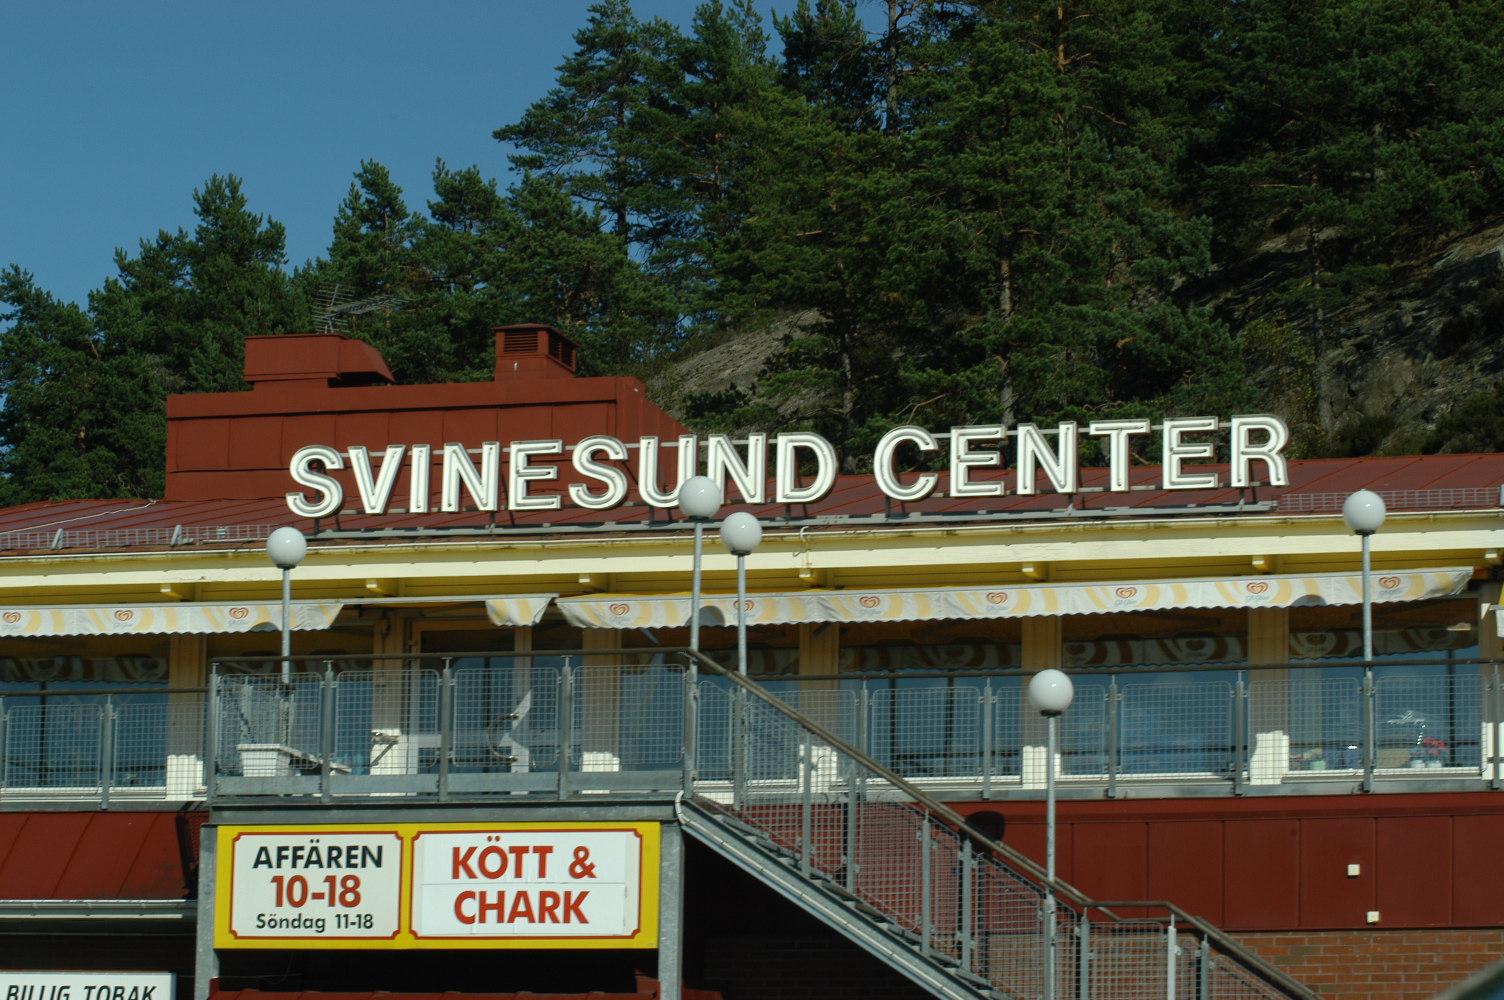 SVINESUND CENTER
AFFÄREN
10-18
Söndag 11-18
KÖTT &
CHARK
BILLIG TOBAK